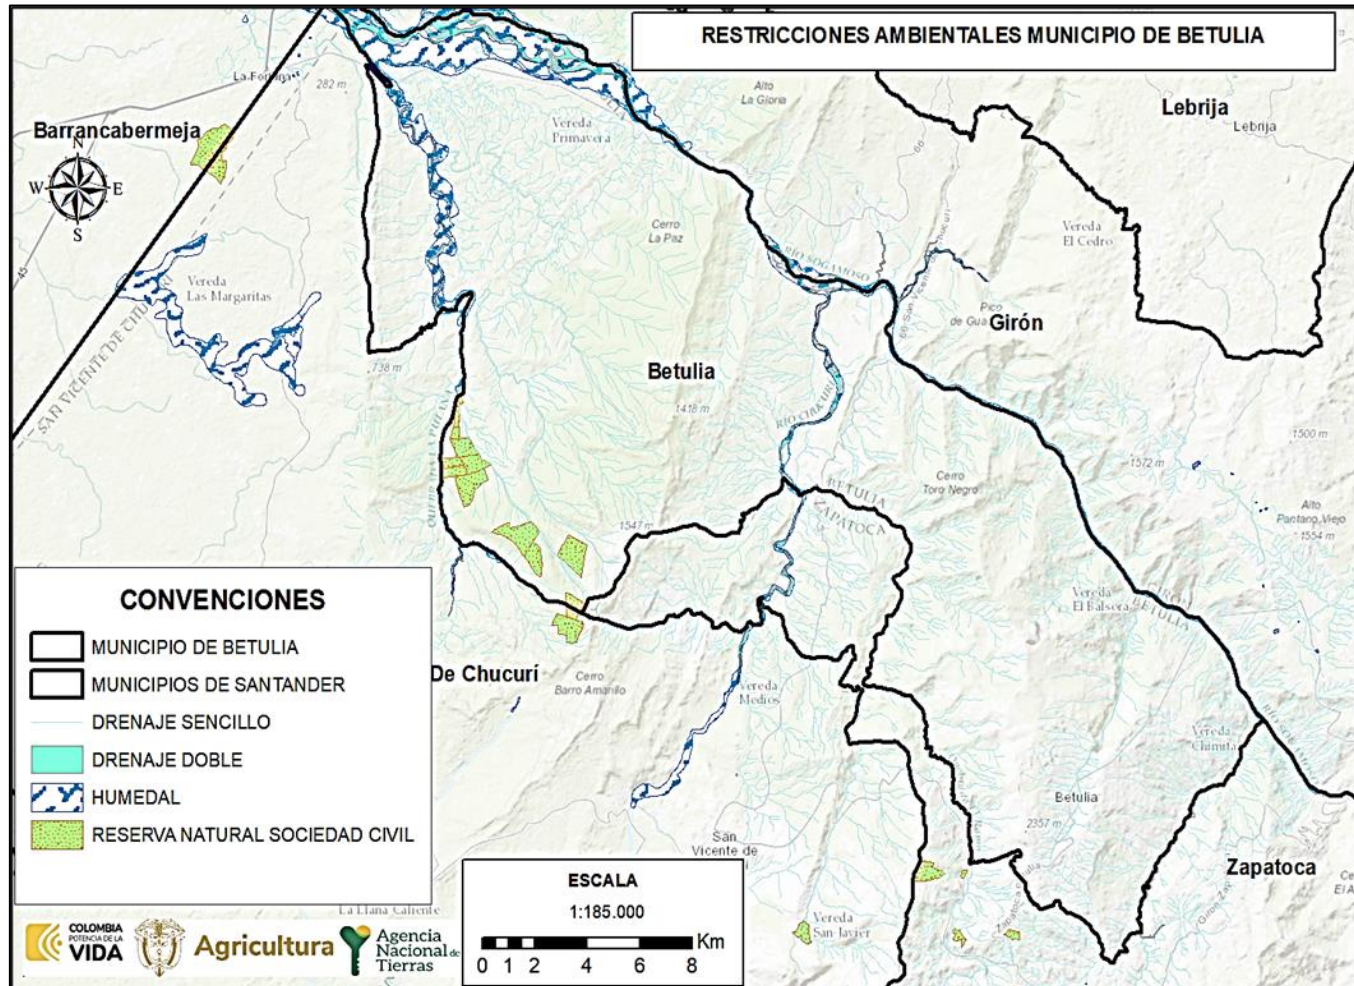 RESTRICCIONES AMBIENTALES MUNICIPIO DE BETULIA
Alto
La Gloria
Lebrija
Lebrija
La Fortuna
282 m
Barrancabermeja
Vereda
Primavera
N
W
E
S
Cerro
La Paz
Vereda
El Cedro
RÍO SOGAMOSO
45
Vereda
Las Margaritas
Pico
Girón
738 m
Betulia
1418 m
RÍO CHUCURÍ
1500 m
1572 m
Cerro
Toro Negro
BETULIA
ZAPATOCA
Alto
Pantano Viejo
1554 m
1547 m
Vereda
El Balsora
BETULIA
CONVENCIONES
MUNICIPIO DE BETULIA
MUNICIPIOS DE SANTANDER
DRENAJE SENCILLO
DRENAJE DOBLE
HUMEDAL
RESERVA NATURAL SOCIEDAD CIVIL
De Chucurí
Cerro
Barro Amarillo
Vereda
Medios
Vereda
Chimita
Betulia
2357 m
San
Vicente de
Zapatoca
ESCALA
1:185.000
Km
0 1 2 4 6 8
La Llana Caliente
Vereda
San Javier
COLOMBIA
POTENCIA DE LA
VIDA
Agricultura
Agencia
Nacional de
Tierras